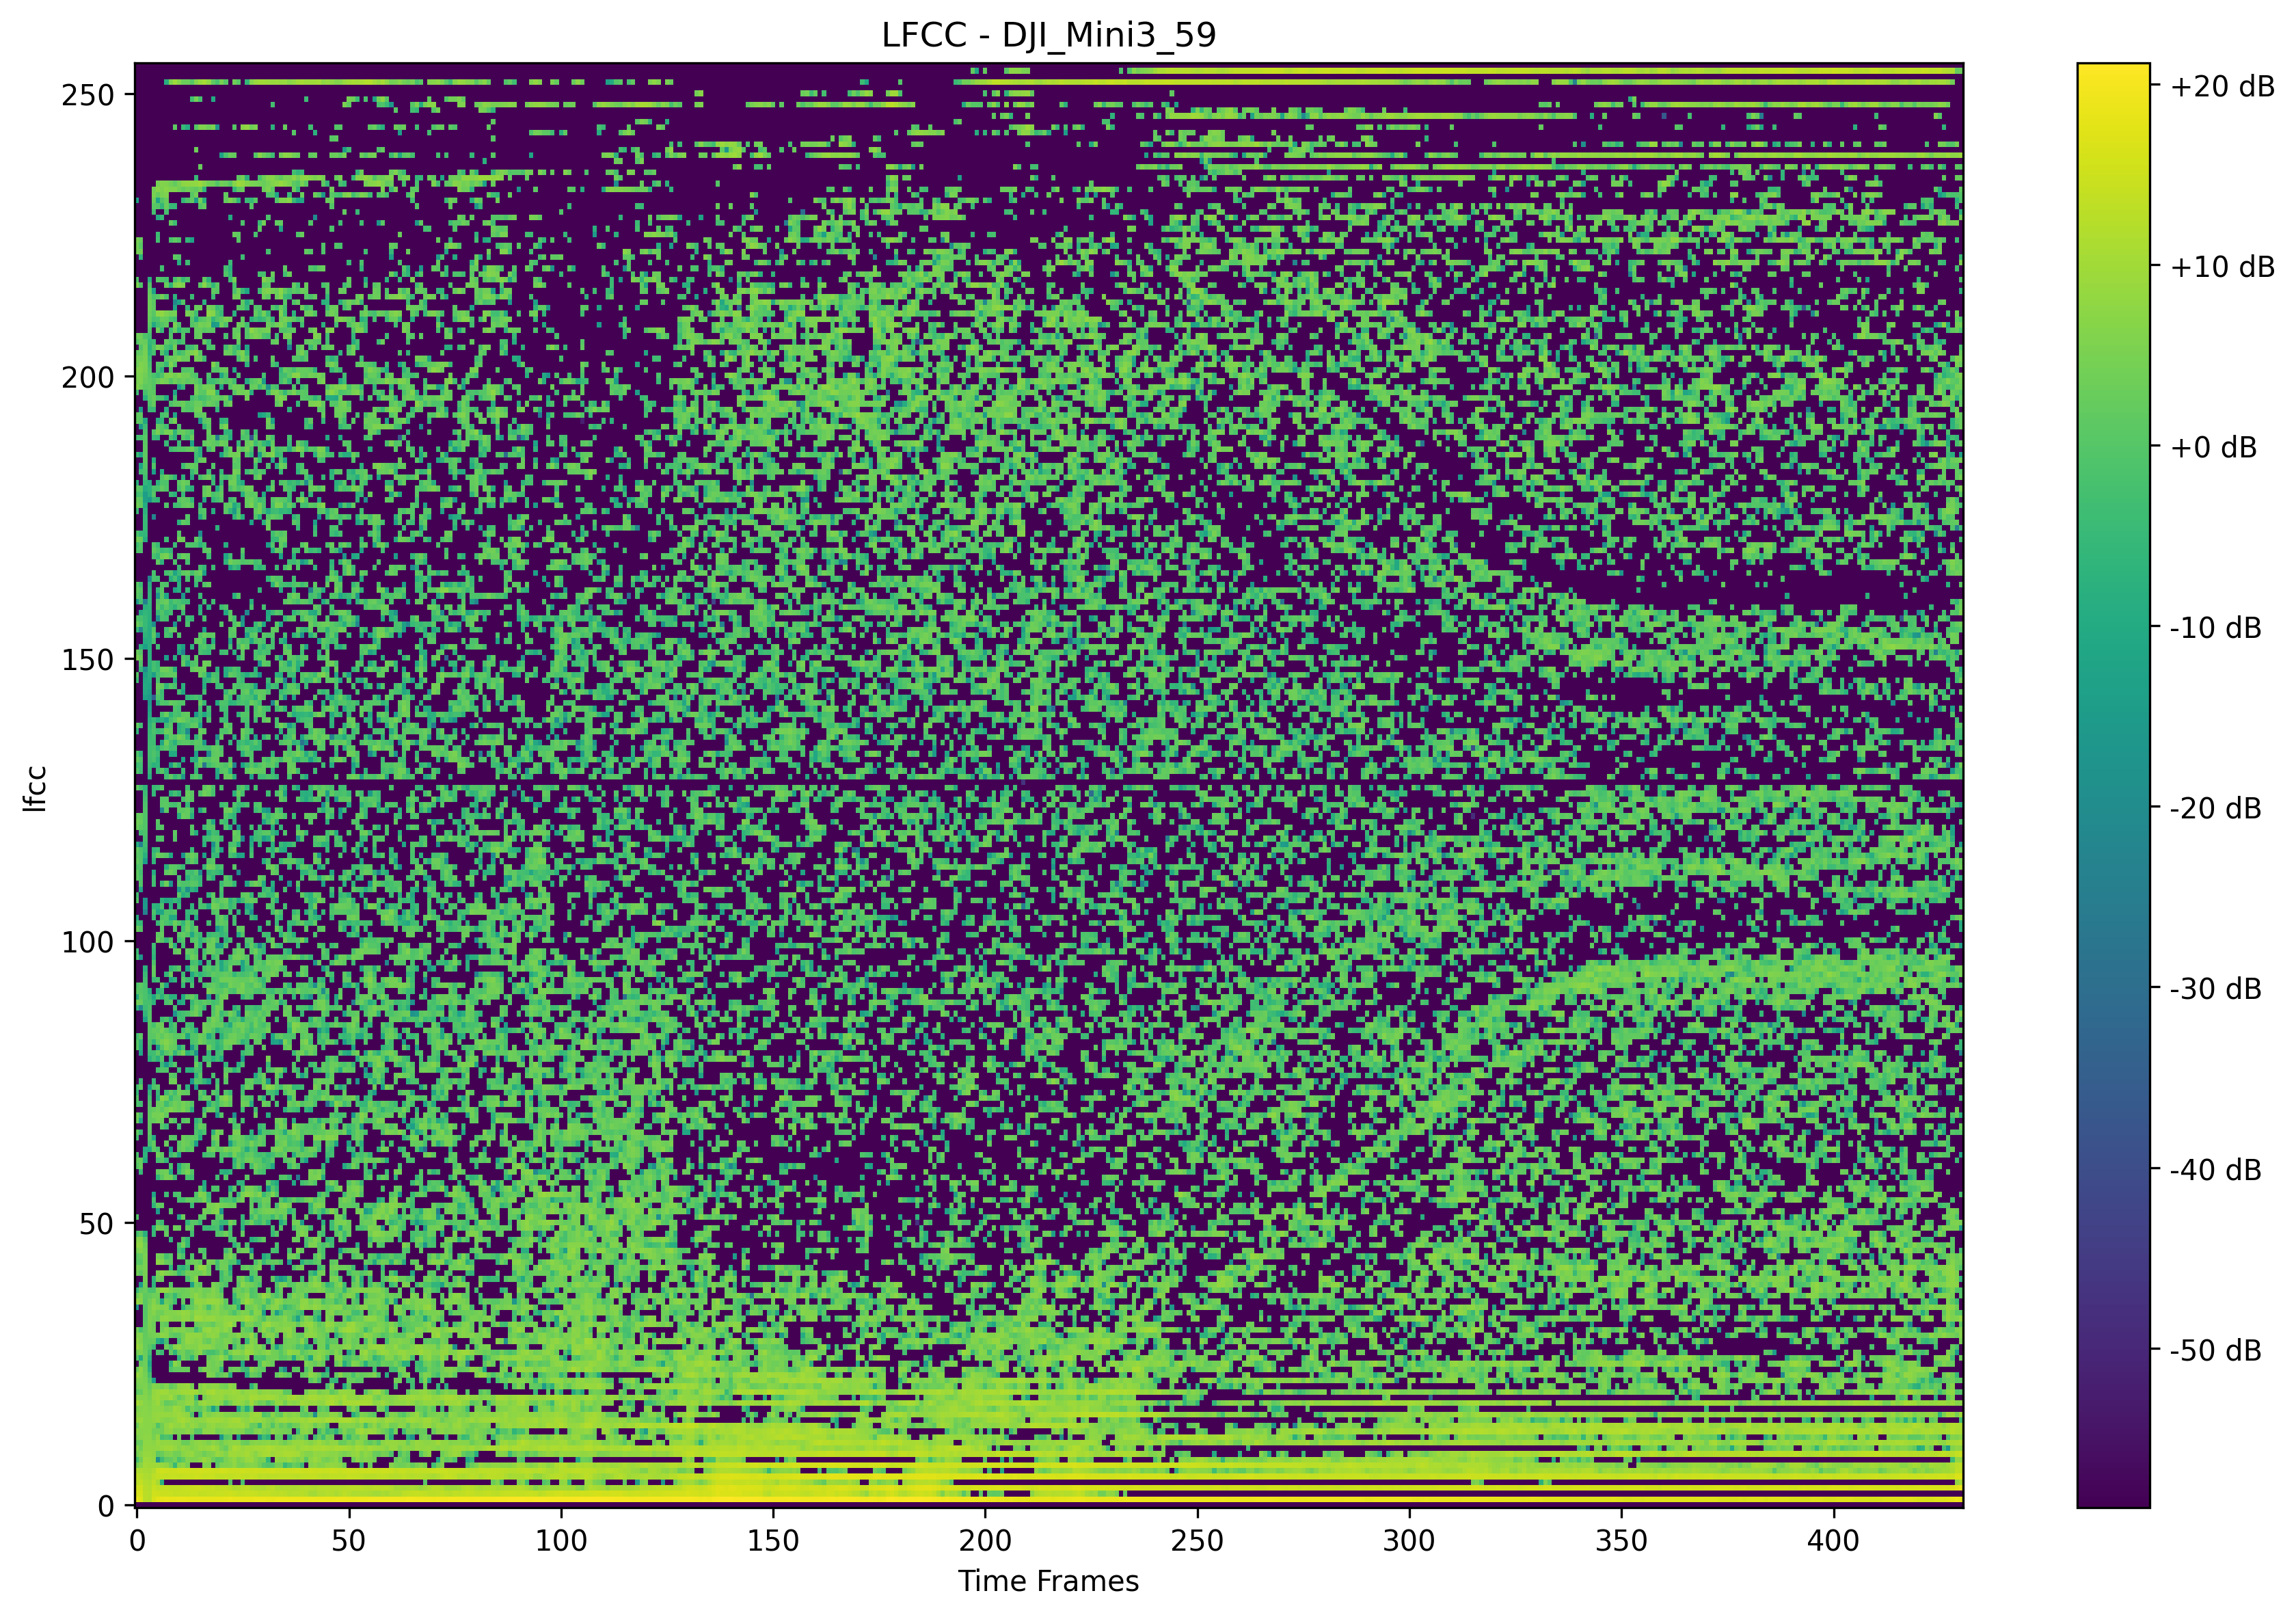 LFCC - DJI_Mini3_59
250
200
150
100
50
0
lfcc
0 50 100 150 200 250 300 350 400
Time Frames
+20 dB
+10 dB
+0 dB
-10 dB
-20 dB
-30 dB
-40 dB
-50 dB